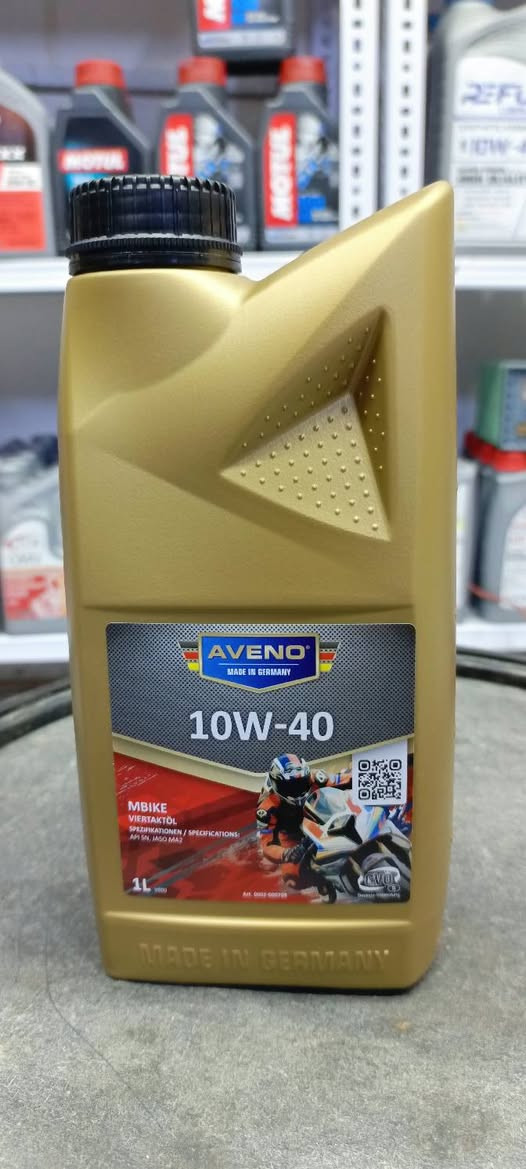 MOTUL
MOTUL
MOTUL
10W-4
AVENO®
MADE IN GERMANY
10W-40
MBIKE
VIERTAKTÖL
SPEZIFIKATIONEN / SPECIFICATIONS:
API SN, JASO MA2
1L
MADE IN GERMANY